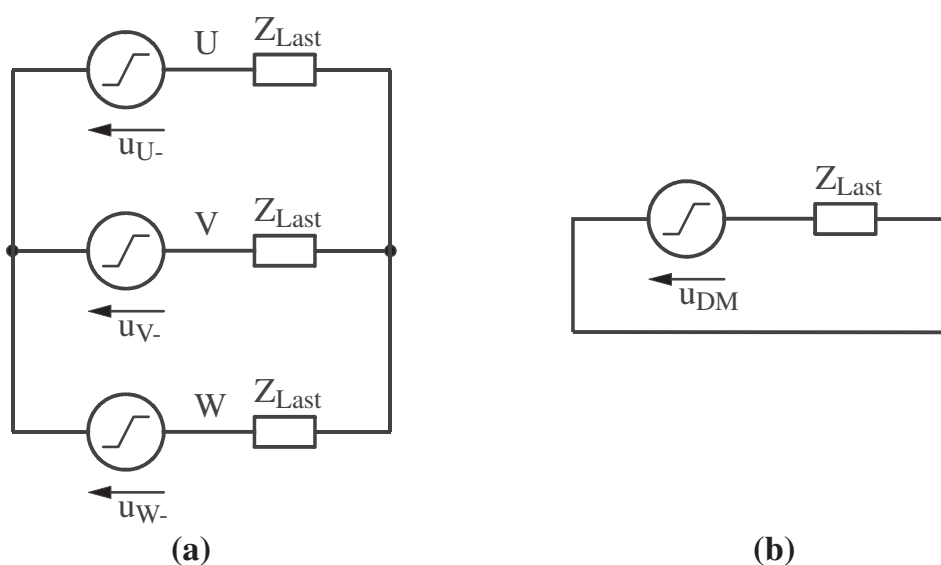 U Z_Last
u_U-
V Z_Last
u_V-
W Z_Last
u_W-
(a)
Z_Last
u_DM
(b)